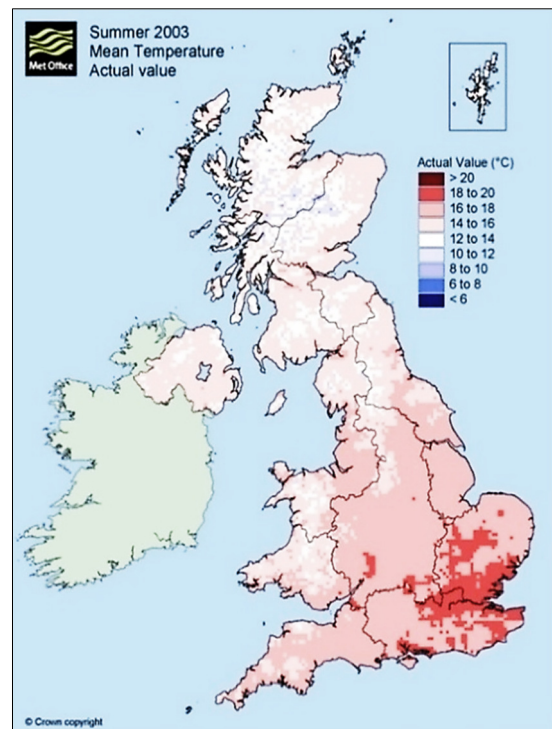 Met Office
Summer 2003
Mean Temperature
Actual value
Actual Value (°C)
> 20
18 to 20
16 to 18
14 to 16
12 to 14
10 to 12
8 to 10
6 to 8
< 6
© Crown copyright